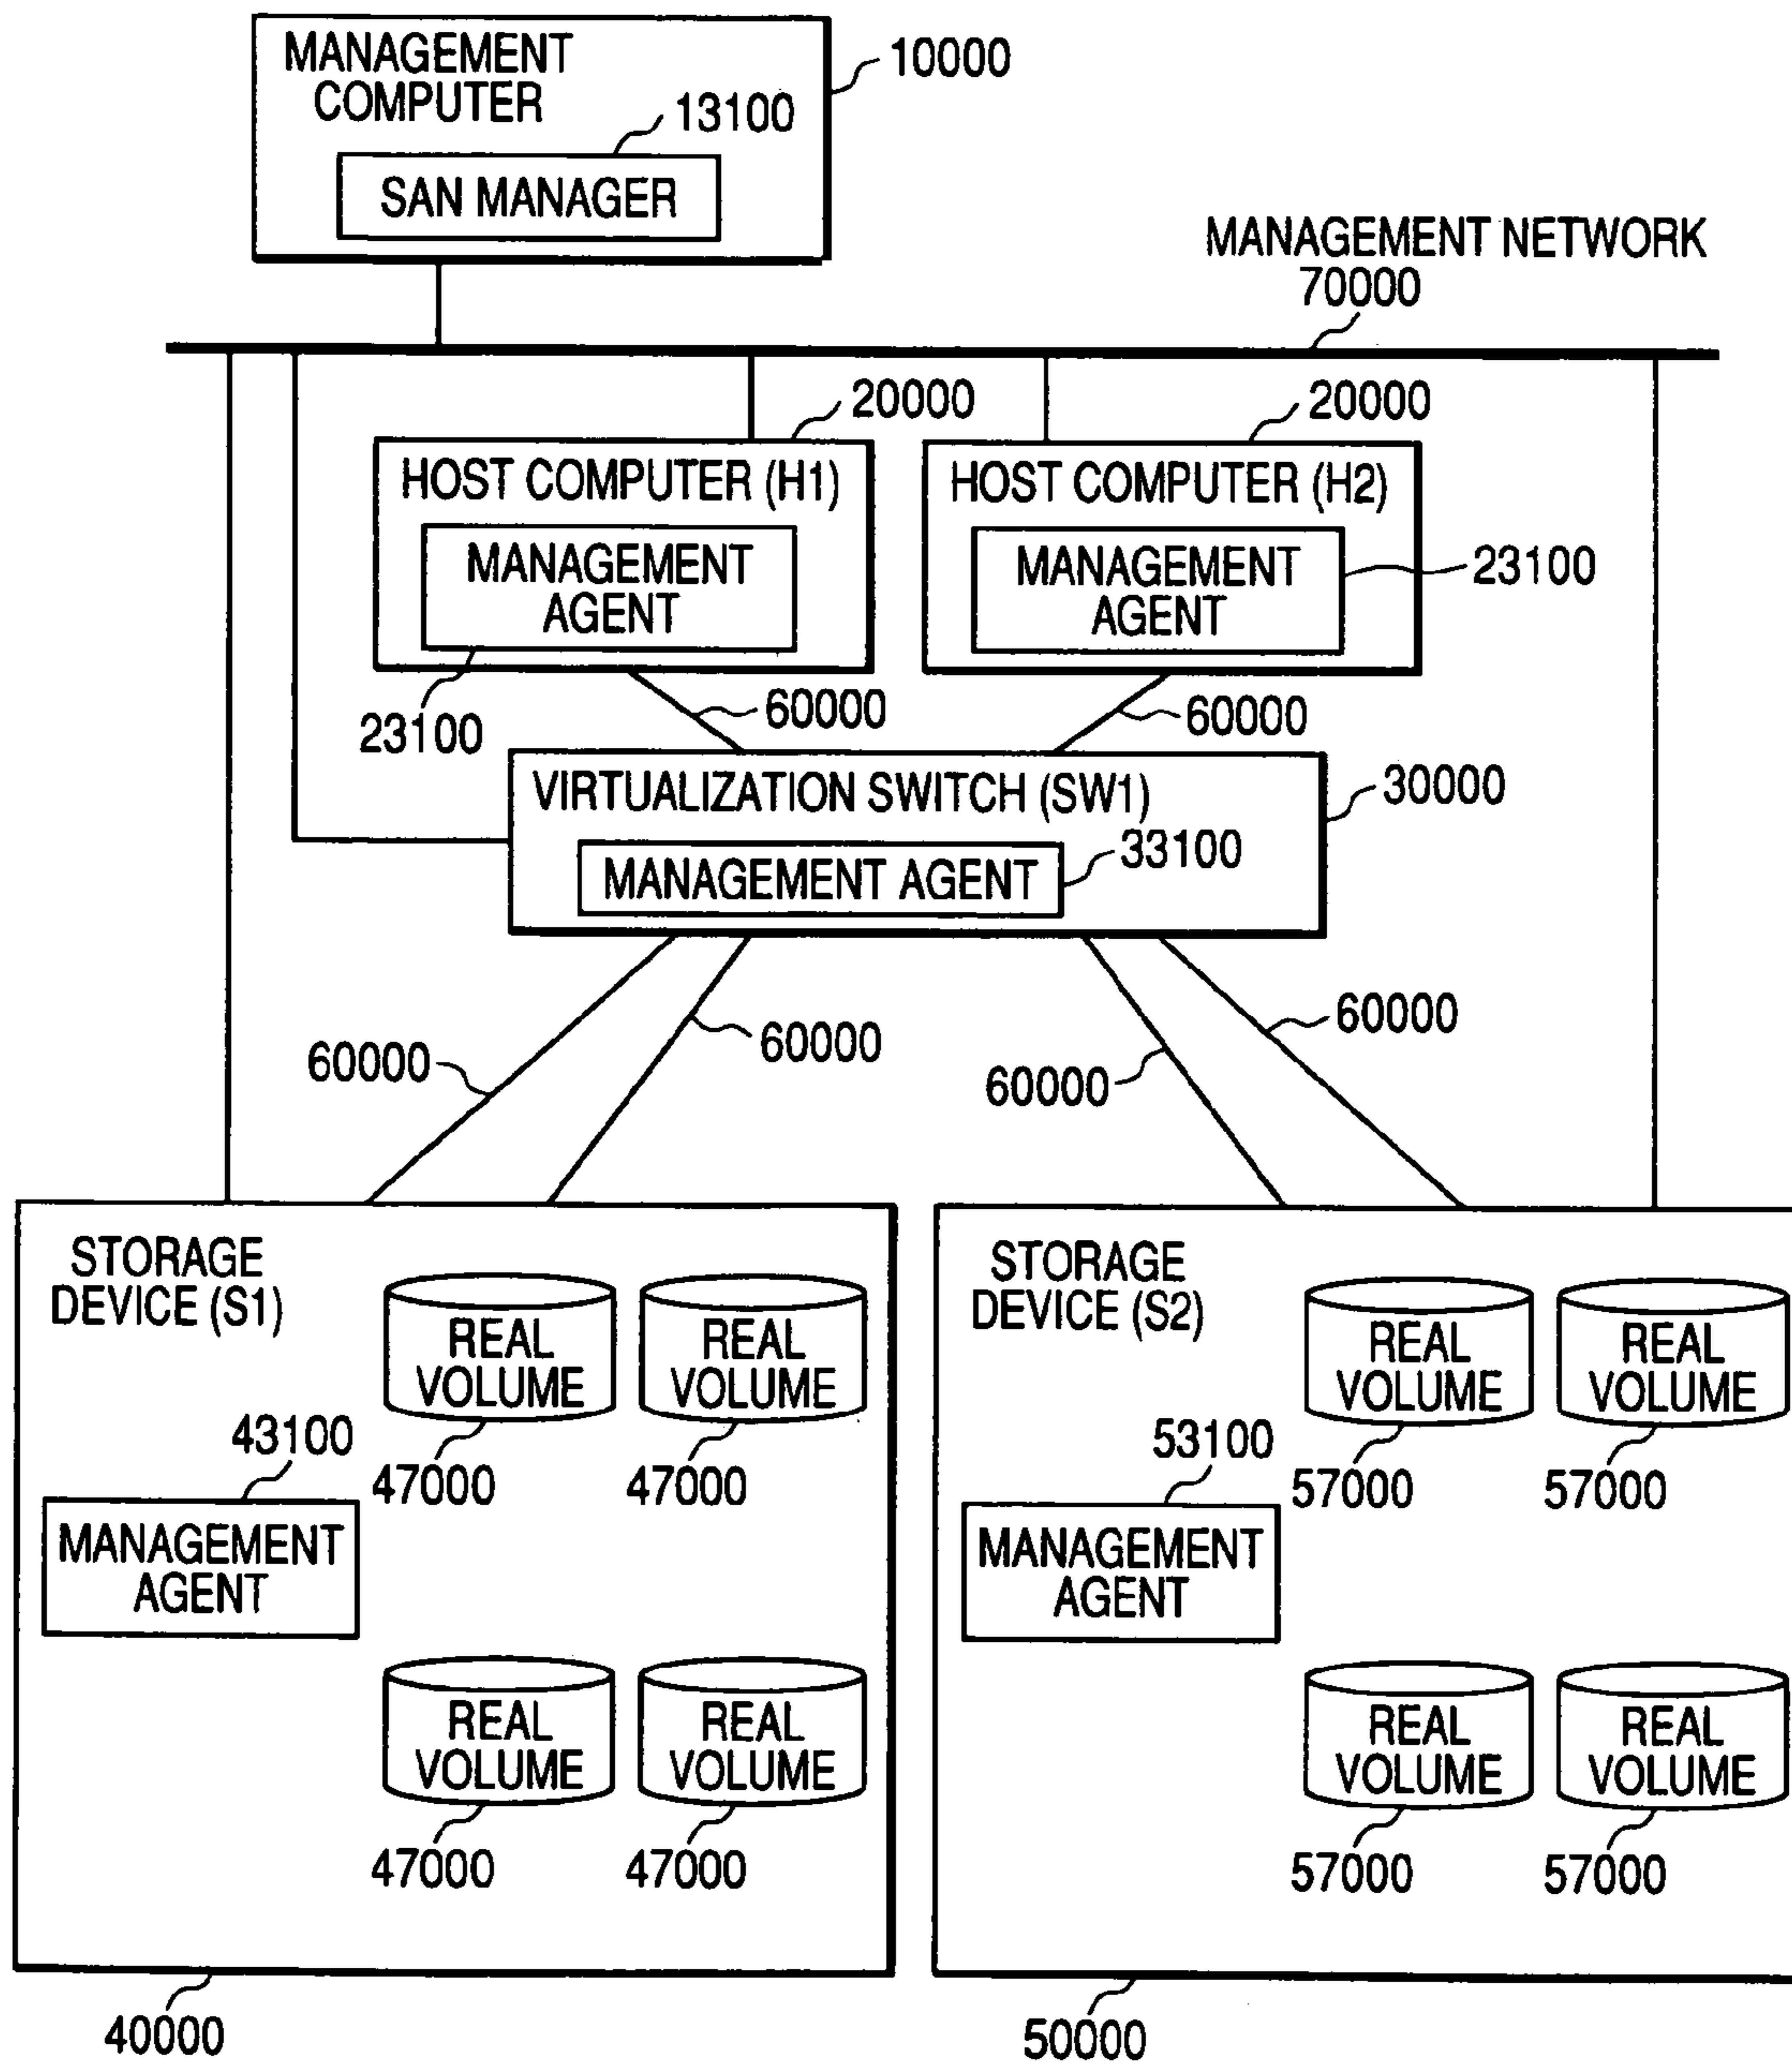 MANAGEMENT
COMPUTER
10000
13100
SAN MANAGER
MANAGEMENT NETWORK
70000
20000
20000
HOST COMPUTER (H1)
HOST COMPUTER (H2)
MANAGEMENT
AGENT
MANAGEMENT
AGENT
23100
23100
60000
60000
VIRTUALIZATION SWITCH (SW1)
30000
33100
MANAGEMENT AGENT
60000
60000
60000
60000
STORAGE
DEVICE (S1)
REAL
VOLUME
REAL
VOLUME
47000
47000
43100
MANAGEMENT
AGENT
REAL
VOLUME
REAL
VOLUME
47000
47000
40000
STORAGE
DEVICE (S2)
REAL
VOLUME
REAL
VOLUME
57000
57000
53100
MANAGEMENT
AGENT
REAL
VOLUME
REAL
VOLUME
57000
57000
50000